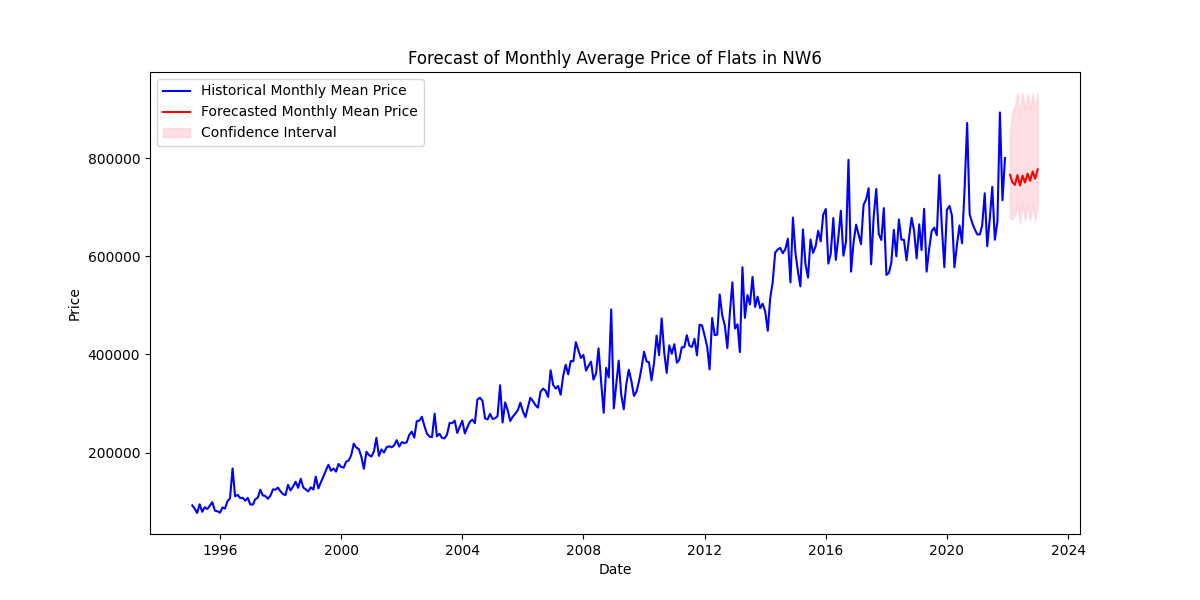 Forecast of Monthly Average Price of Flats in NW6
Historical Monthly Mean Price
Forecasted Monthly Mean Price
Confidence Interval
800000
600000
400000
200000
Price
1996 2000 2004 2008 2012 2016 2020 2024
Date